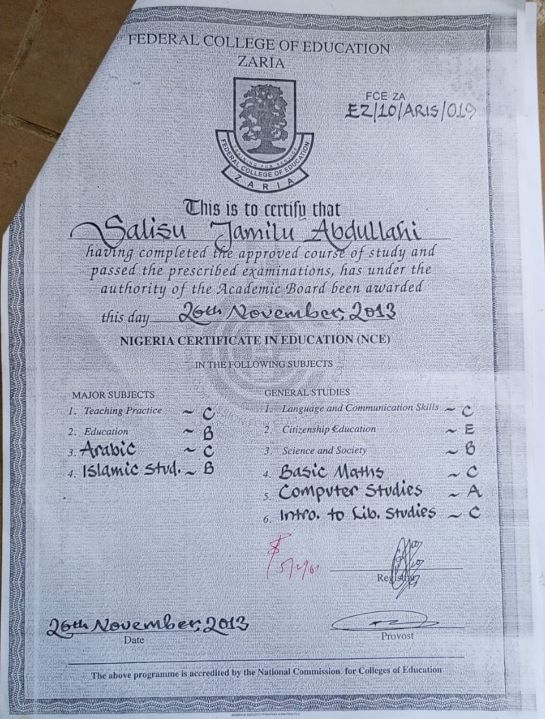 FEDERAL COLLEGE OF EDUCATION
ZARIA
FCE ZA
EZ/10/ARIS/019
FEDERAL COLLEGE OF EDUCATION
ZARIA
This is to certify that
Salisu Jamilu Abdullahi
having completed the approved course of study and
passed the prescribed examinations, has under the
authority of the Academic Board been awarded
this day 26th November, 2013
NIGERIA CERTIFICATE IN EDUCATION (NCE)
IN THE FOLLOWING SUBJECTS
MAJOR SUBJECTS
1. Teaching Practice ~ C
2. Education ~ B
3. Arabic ~ C
4. Islamic Stud. ~ B
GENERAL STUDIES
1. Language and Communication Skills ~ C
2. Citizenship Education ~ E
3. Science and Society ~ B
4. Basic Maths ~ C
5. Computer Studies ~ A
6. Intro. to Lib. Studies ~ C
Registrar
26th November, 2013
Date
Provost
The above programme is accredited by the National Commission for Colleges of Education